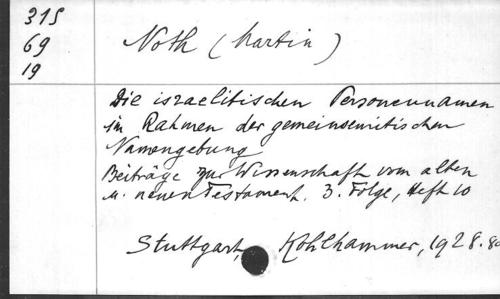 315
69
19
Noth (Martin)
Die israelitischen Personennamen
im Rahmen der gemeinsemitischen
Namengebung
Beiträge zur Wissenschaft vom alten
u. neuen Testament. 3. Folge, Heft 10
Stuttgart, Kohlhammer, 1928. 8o